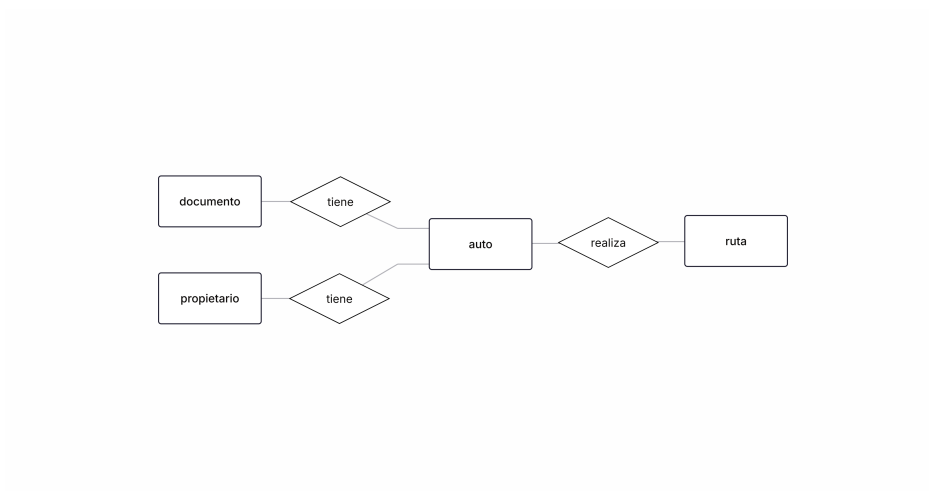 documento
tiene
propietario
tiene
auto
realiza
ruta